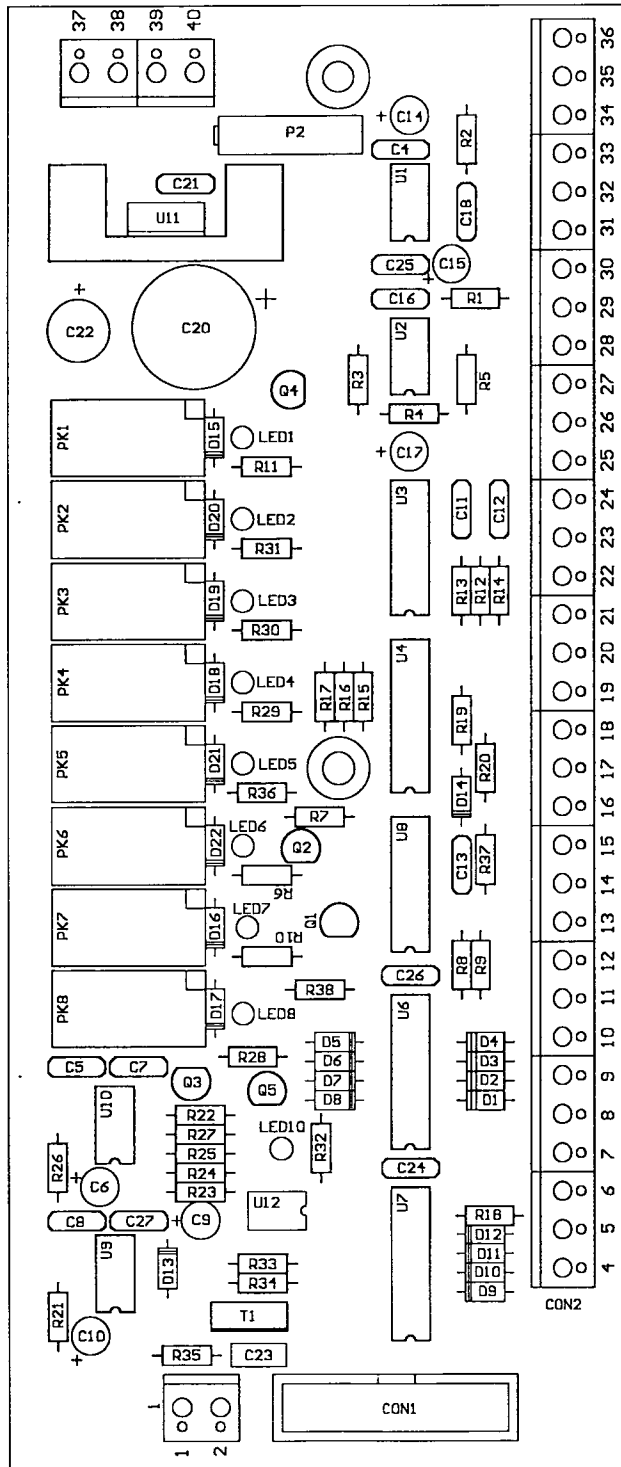 37 38 39 40
36
35
34
33
32
31
30
29
28
27
26
25
24
23
22
21
20
19
18
17
16
15
14
13
12
11
10
9
8
7
6
5
4
CON2
P2
+ C14
C4
R2
U1
C21
U11
C18
C25
C15
+
C16
R1
+
C22
C20
+
U2
R3
R5
Q4
R4
+ C17
PK1
D15
LED1
R11
U3
C11
C12
PK2
D20
LED2
R31
R13
R12
R14
PK3
D19
LED3
R30
PK4
D18
LED4
R29
R17
R16
R15
U4
R19
R20
PK5
D21
LED5
R36
D14
R7
PK6
D22
LED6
Q2
R6
U8
C13
R37
PK7
D16
LED7
R10
Q1
C26
R8
R9
PK8
D17
LED8
R38
U6
R28
D5
D6
D7
D8
D4
D3
D2
D1
C5
C7
Q3
Q5
U10
R22
R27
R25
R24
R23
LED10
R32
C24
R26
+
C6
U12
U7
C8
C27
+
C9
R18
D12
D11
D10
D9
U9
D13
R33
R34
R21
T1
C10
+
R35
C23
1
1
2
CON1